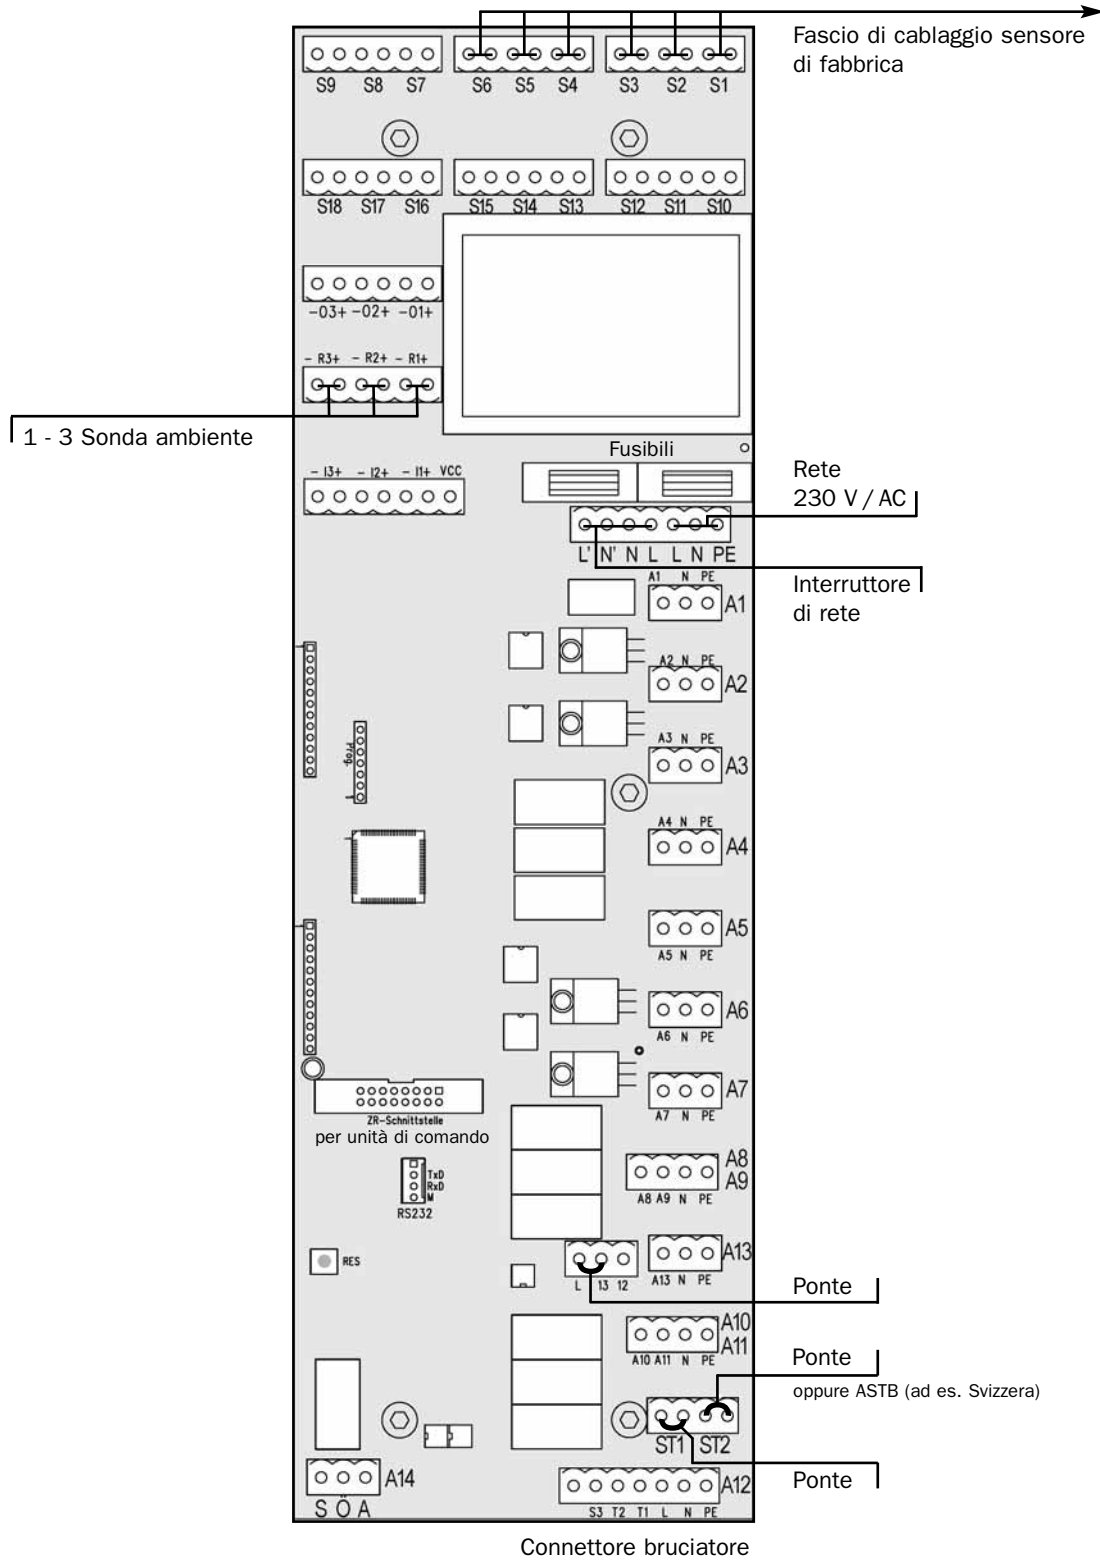 Fascio di cablaggio sensore
di fabbrica
S9 S8 S7 S6 S5 S4 S3 S2 S1
S18 S17 S16 S15 S14 S13 S12 S11 S10
-O3+ -O2+ -O1+
- R3+ - R2+ - R1+
1 - 3 Sonda ambiente
Fusibili
- I3+ - I2+ - I1+ VCC
Rete
230 V / AC
L' N' N L L N PE
Interruttore
di rete
A1 N PE
A1
A2 N PE
A2
A3 N PE
A3
Prog.
A4 N PE
A4
A5
A5 N PE
A6
A6 N PE
A7
A7 N PE
ZR-Schnittstelle
per unità di comando
A8
A9
A8 A9 N PE
TxD
RxD
M
RS232
RES
A13
L 13 12
A13 N PE
Ponte
A10
A11
A10 A11 N PE
Ponte
oppure ASTB (ad es. Svizzera)
ST1 ST2
Ponte
A14
S Ö A
A12
S3 T2 T1 L N PE
Connettore bruciatore